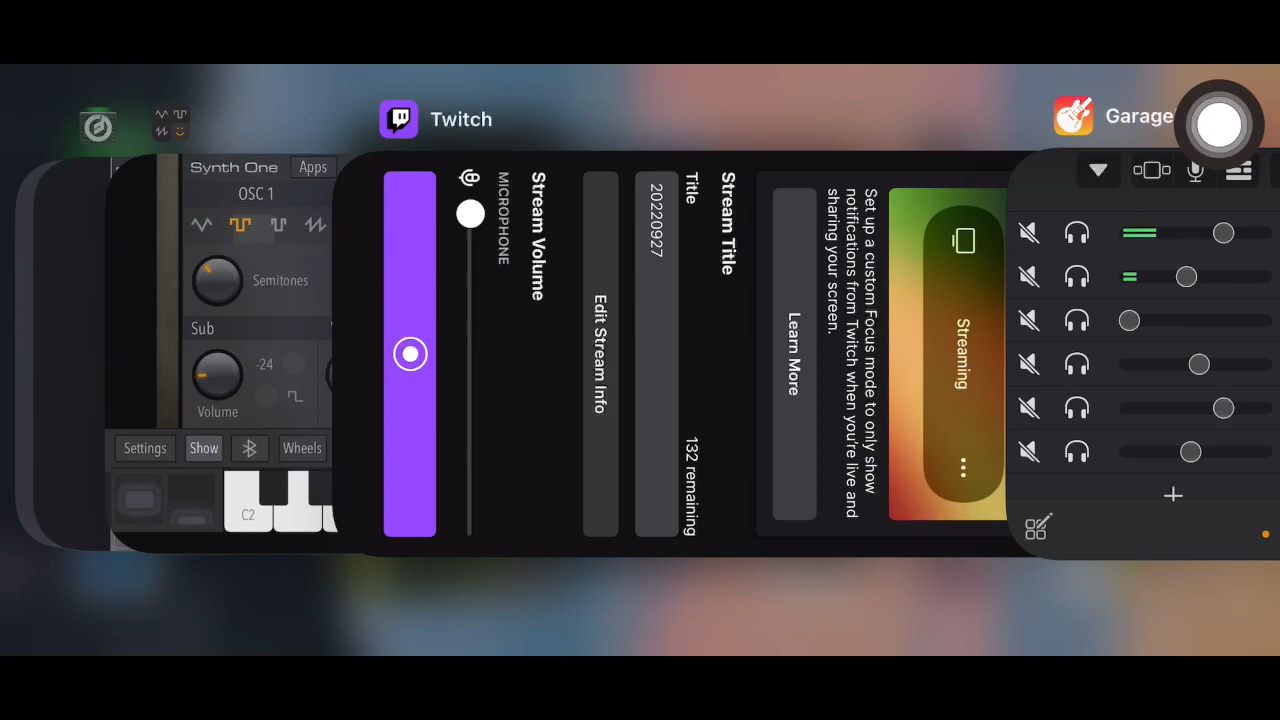 Twitch
Garage
Synth One
Apps
OSC 1
Semitones
Sub
-24
Volume
Settings
Show
Wheels
C2
Set up a custom Focus mode to only show
notifications from Twitch when you're live and
sharing your screen.
Streaming
Learn More
Stream Title
Title
132 remaining
20220927
Edit Stream Info
Stream Volume
MICROPHONE